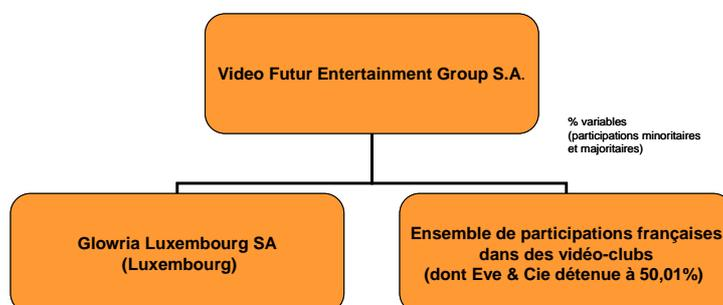 Video Futur Entertainment Group S.A.
% variables
(participations minoritaires
et majoritaires)
Glowria Luxembourg SA
(Luxembourg)
Ensemble de participations françaises
dans des vidéo-clubs
(dont Eve & Cie détenue à 50,01%)